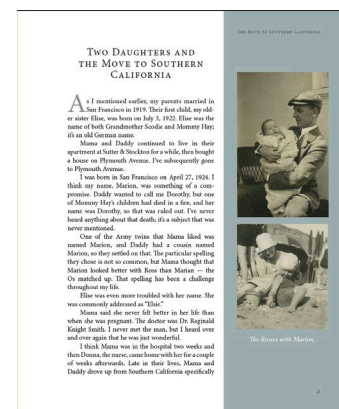 TWO DAUGHTERS AND
THE MOVE TO SOUTHERN
CALIFORNIA
THE MOVE TO SOUTHERN CALIFORNIA
As I mentioned earlier, my parents married in
San Francisco in 1919. Their first child, my old-
er sister Elise, was born on July 3, 1922. Elise was the
name of both Grandmother Scodie and Mommy Hay;
it's an old German name.
Mama and Daddy continued to live in their
apartment at Sutter & Stockton for a while, then bought
a house on Plymouth Avenue. I've subsequently gone
to Plymouth Avenue.
I was born in San Francisco on April 27, 1924. I
think my name, Marion, was something of a com-
promise. Daddy wanted to call me Dorothy, but one
of Mommy Hay's children had died in a fire, and her
name was Dorothy, so that was ruled out. I've never
heard anything about that death; it's a subject that was
never mentioned.
One of the Army twins that Mama liked was
named Marion, and Daddy had a cousin named
Marion, so they settled on that. The particular spelling
they chose is not so common, but Mama thought that
Marion looked better with Ross than Marian — the
Os matched up. That spelling has been a challenge
throughout my life.
Elise was even more troubled with her name. She
was commonly addressed as "Elsie."
Mama said she never felt better in her life than
when she was pregnant. The doctor was Dr. Reginald
Knight Smith. I never met the man, but I heard over
and over again that he was just wonderful.
I think Mama was in the hospital two weeks and
then Donna, the nurse, came home with her for a couple
of weeks afterwards. Late in their lives, Mama and
Daddy drove up from Southern California specifically
The Rosses with Marion.